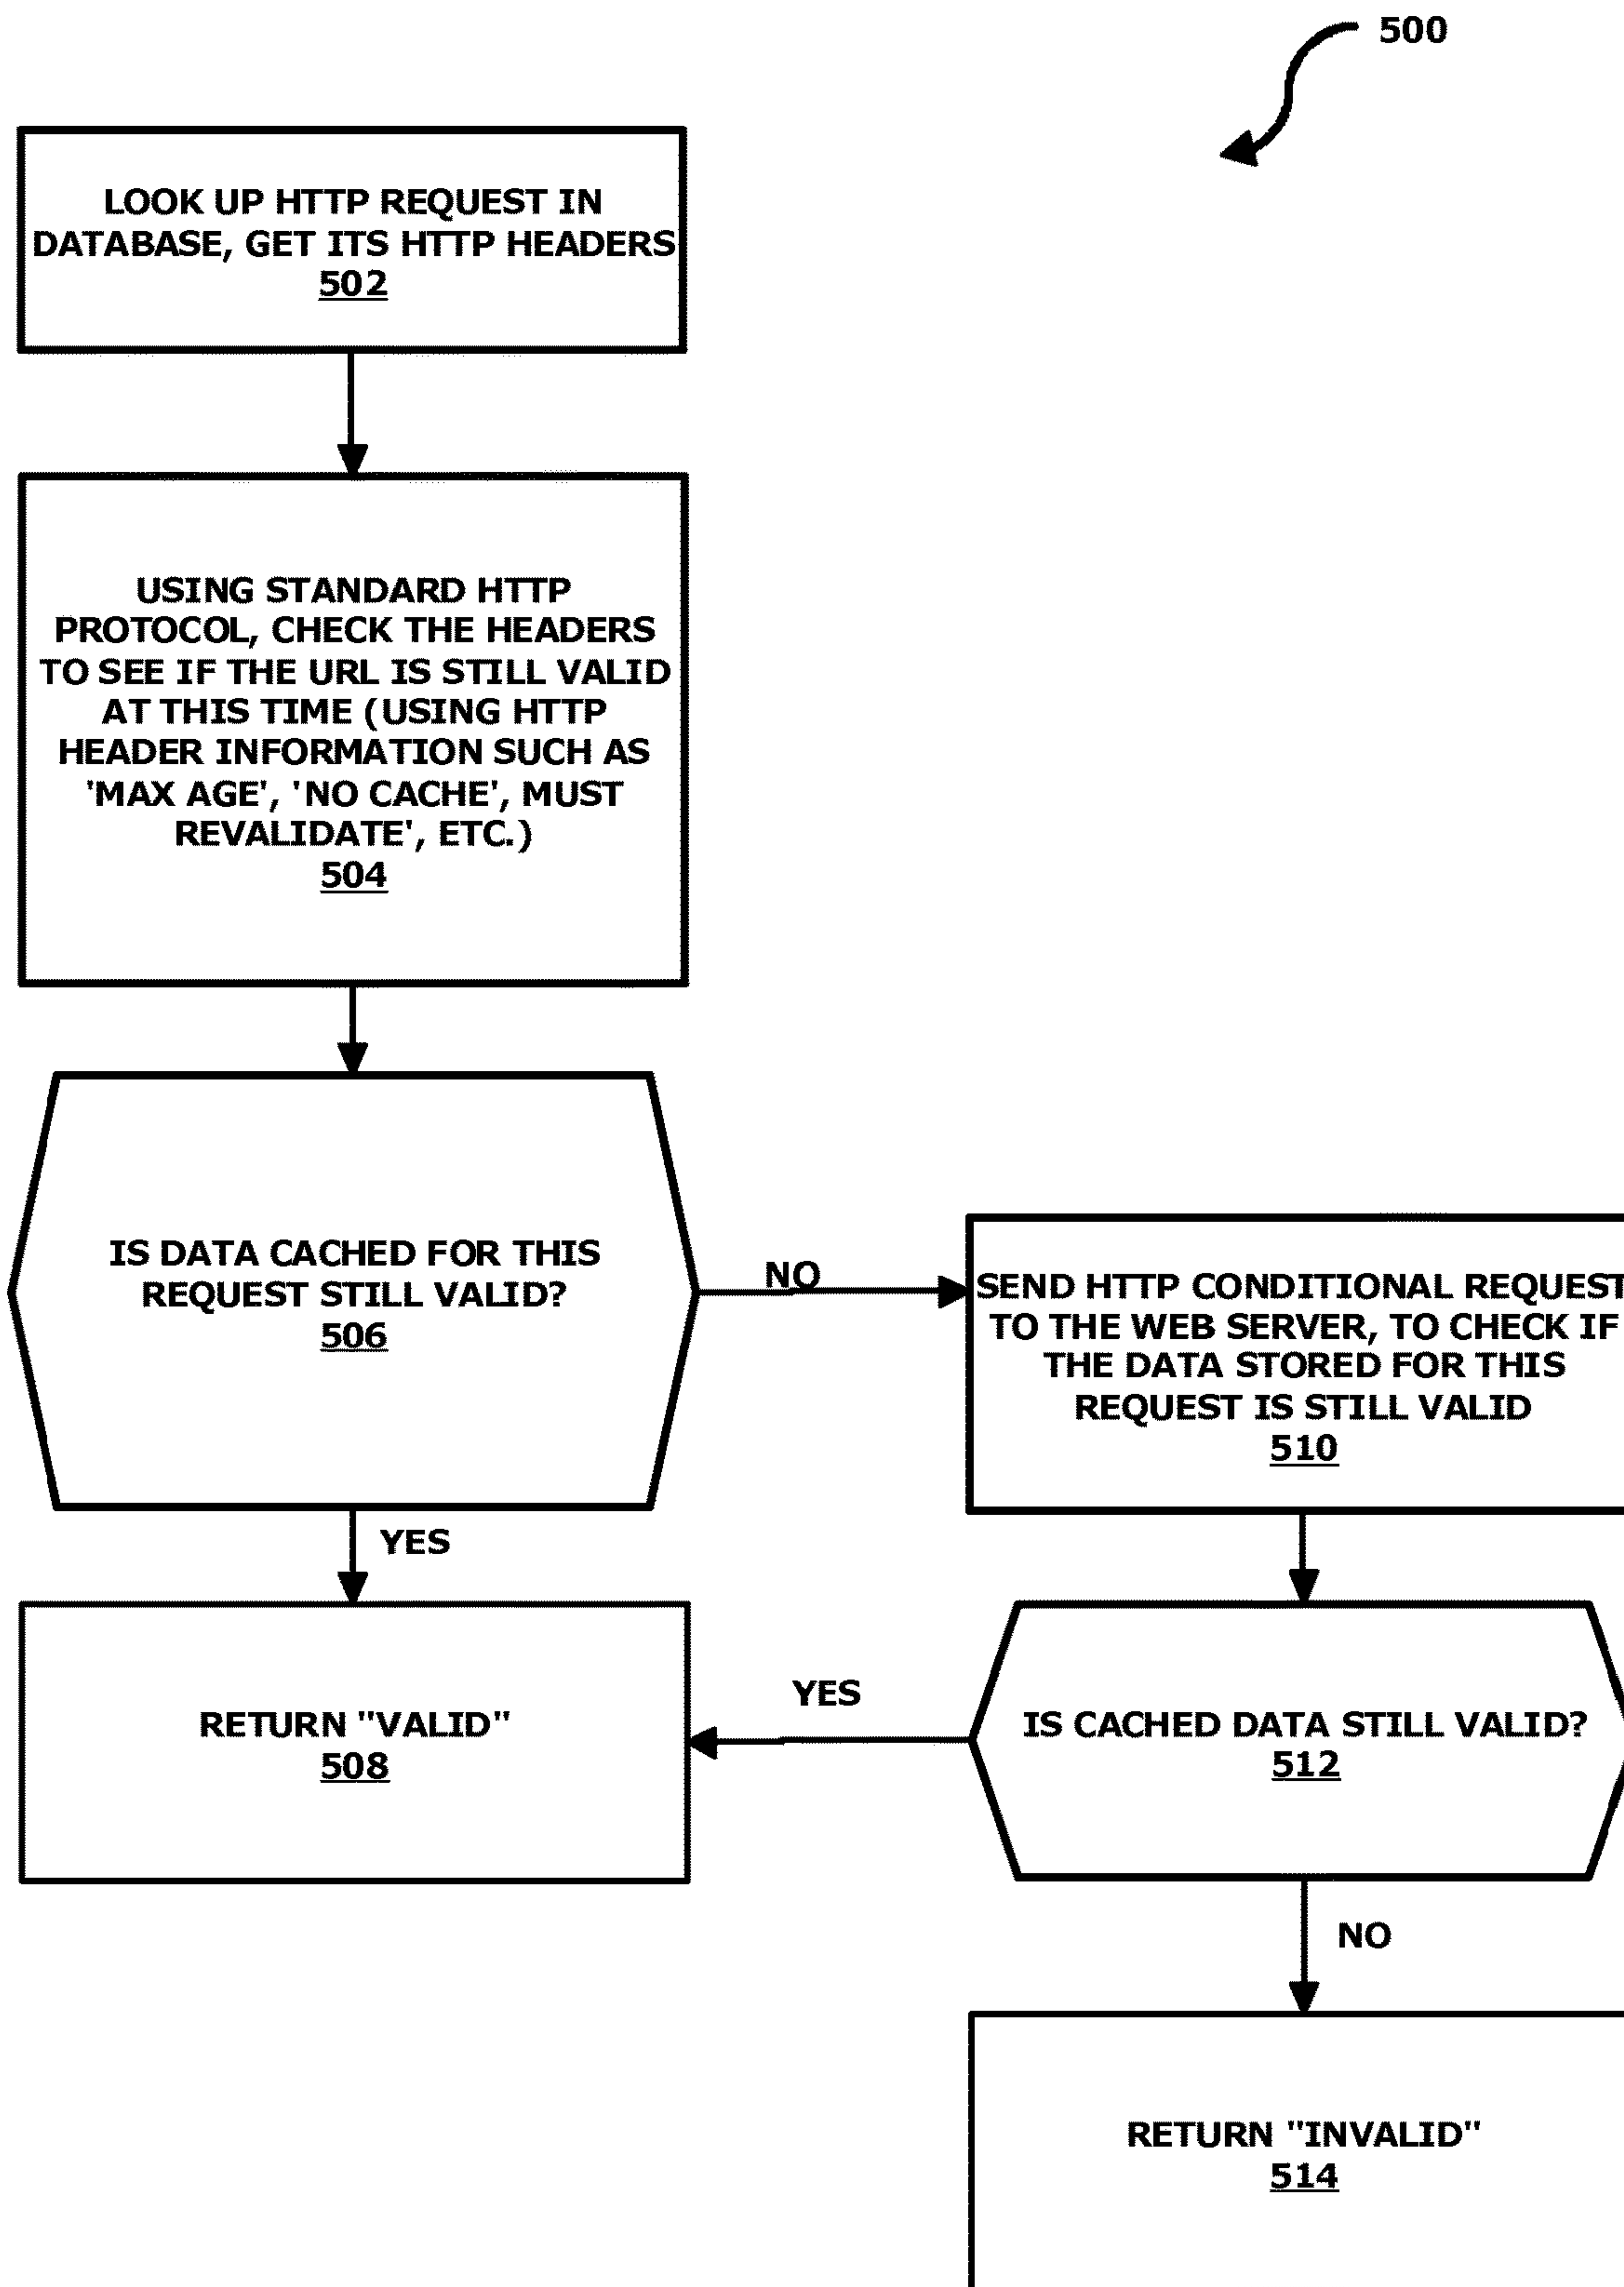 500
LOOK UP HTTP REQUEST IN
DATABASE, GET ITS HTTP HEADERS
502
USING STANDARD HTTP
PROTOCOL, CHECK THE HEADERS
TO SEE IF THE URL IS STILL VALID
AT THIS TIME (USING HTTP
HEADER INFORMATION SUCH AS
'MAX AGE', 'NO CACHE', MUST
REVALIDATE', ETC.)
504
IS DATA CACHED FOR THIS
REQUEST STILL VALID?
506
NO
SEND HTTP CONDITIONAL REQUEST
TO THE WEB SERVER, TO CHECK IF
THE DATA STORED FOR THIS
REQUEST IS STILL VALID
510
YES
RETURN "VALID"
508
YES
IS CACHED DATA STILL VALID?
512
NO
RETURN "INVALID"
514